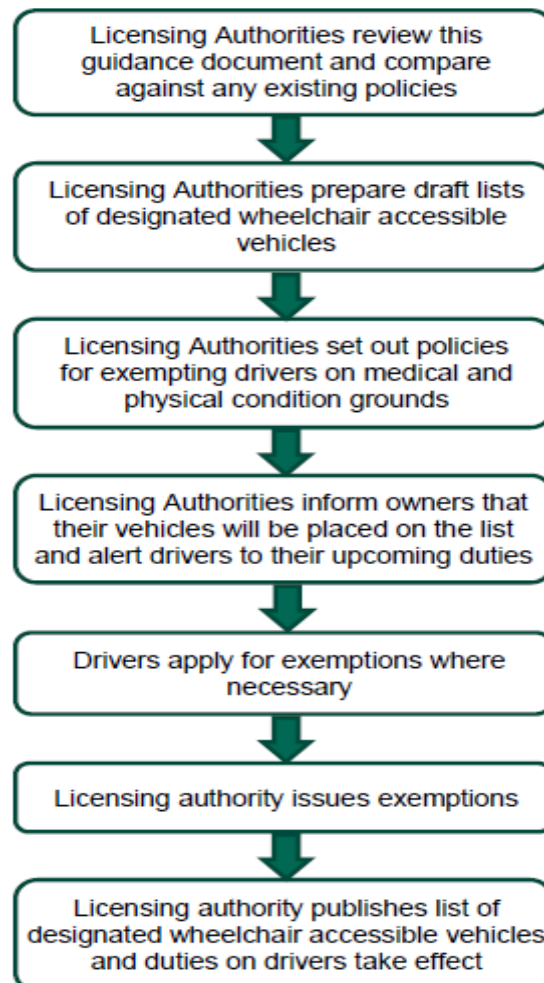 Licensing Authorities review this
guidance document and compare
against any existing policies
Licensing Authorities prepare draft lists
of designated wheelchair accessible
vehicles
Licensing Authorities set out policies
for exempting drivers on medical and
physical condition grounds
Licensing Authorities inform owners that
their vehicles will be placed on the list
and alert drivers to their upcoming duties
Drivers apply for exemptions where
necessary
Licensing authority issues exemptions
Licensing authority publishes list of
designated wheelchair accessible vehicles
and duties on drivers take effect